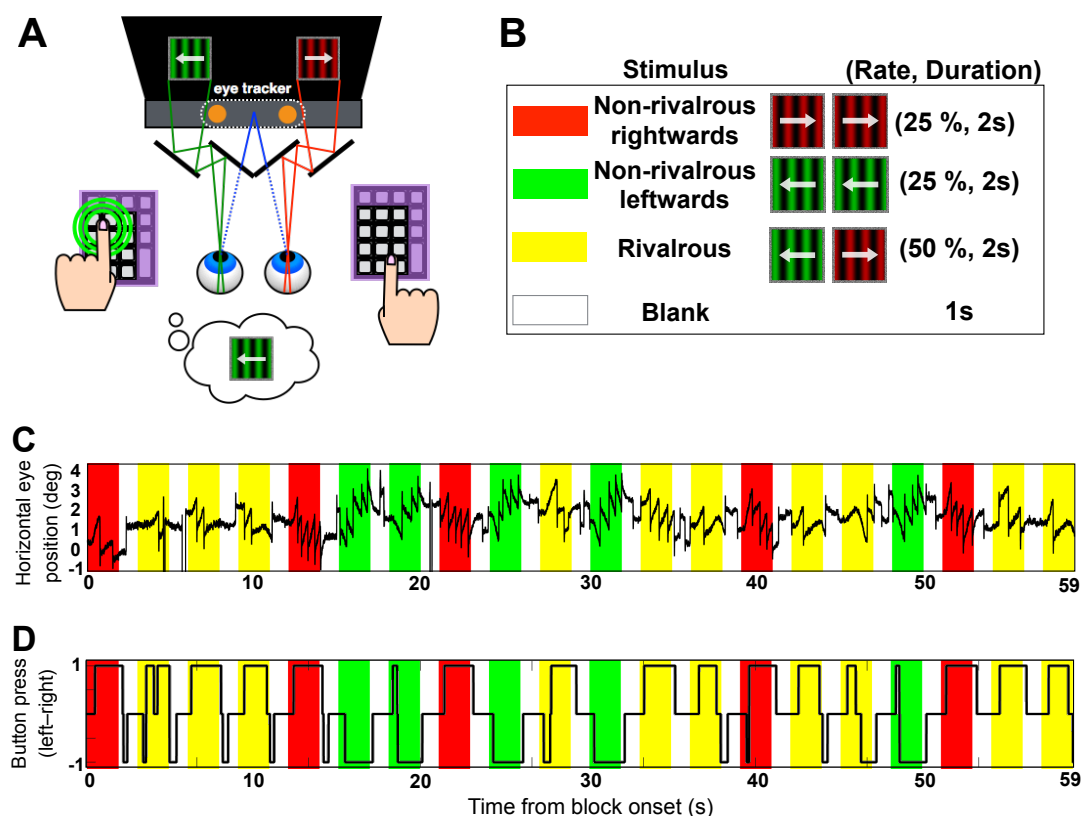 A
eye tracker
B
Stimulus (Rate, Duration)
Non-rivalrous
rightwards
(25 %, 2s)
Non-rivalrous
leftwards
(25 %, 2s)
Rivalrous
(50 %, 2s)
Blank
1s
C
Horizontal eye
position (deg)
4
3
2
1
0
-1
0 10 20 30 40 50 59
D
Button press
(left–right)
1
-1
0 10 20 30 40 50 59
Time from block onset (s)